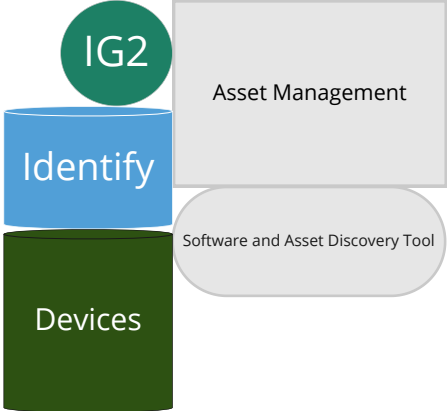 IG2
Asset Management
Identify
Software and Asset Discovery Tool
Devices